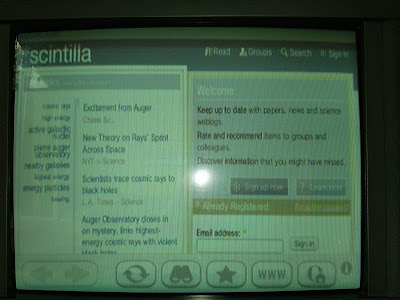 scintilla
Read Groups Search Sign in
cosmic rays
high energy
active galactic
nuclei
pierre auger
observatory
nearby galaxies
highest energy
energy particles
Excitement from Auger
New Theory on Rays' Sprint
Across Space
NYT > Science
Scientists trace cosmic rays to
black holes
L.A. Times - Science
Auger Observatory closes in
on mystery, links highest-
energy cosmic rays with violent
black holes
Welcome
Keep up to date with papers, news and science
weblogs.
Rate and recommend items to groups and
colleagues.
Discover information that you might have missed.
Sign up now
Already Registered.
Email address: *
Sign in
WWW